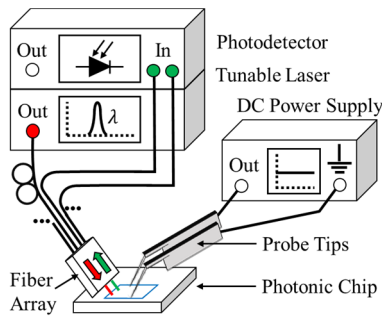 Out
In
Photodetector
Tunable Laser
Out
λ
DC Power Supply
Out
Probe Tips
Fiber
Array
Photonic Chip